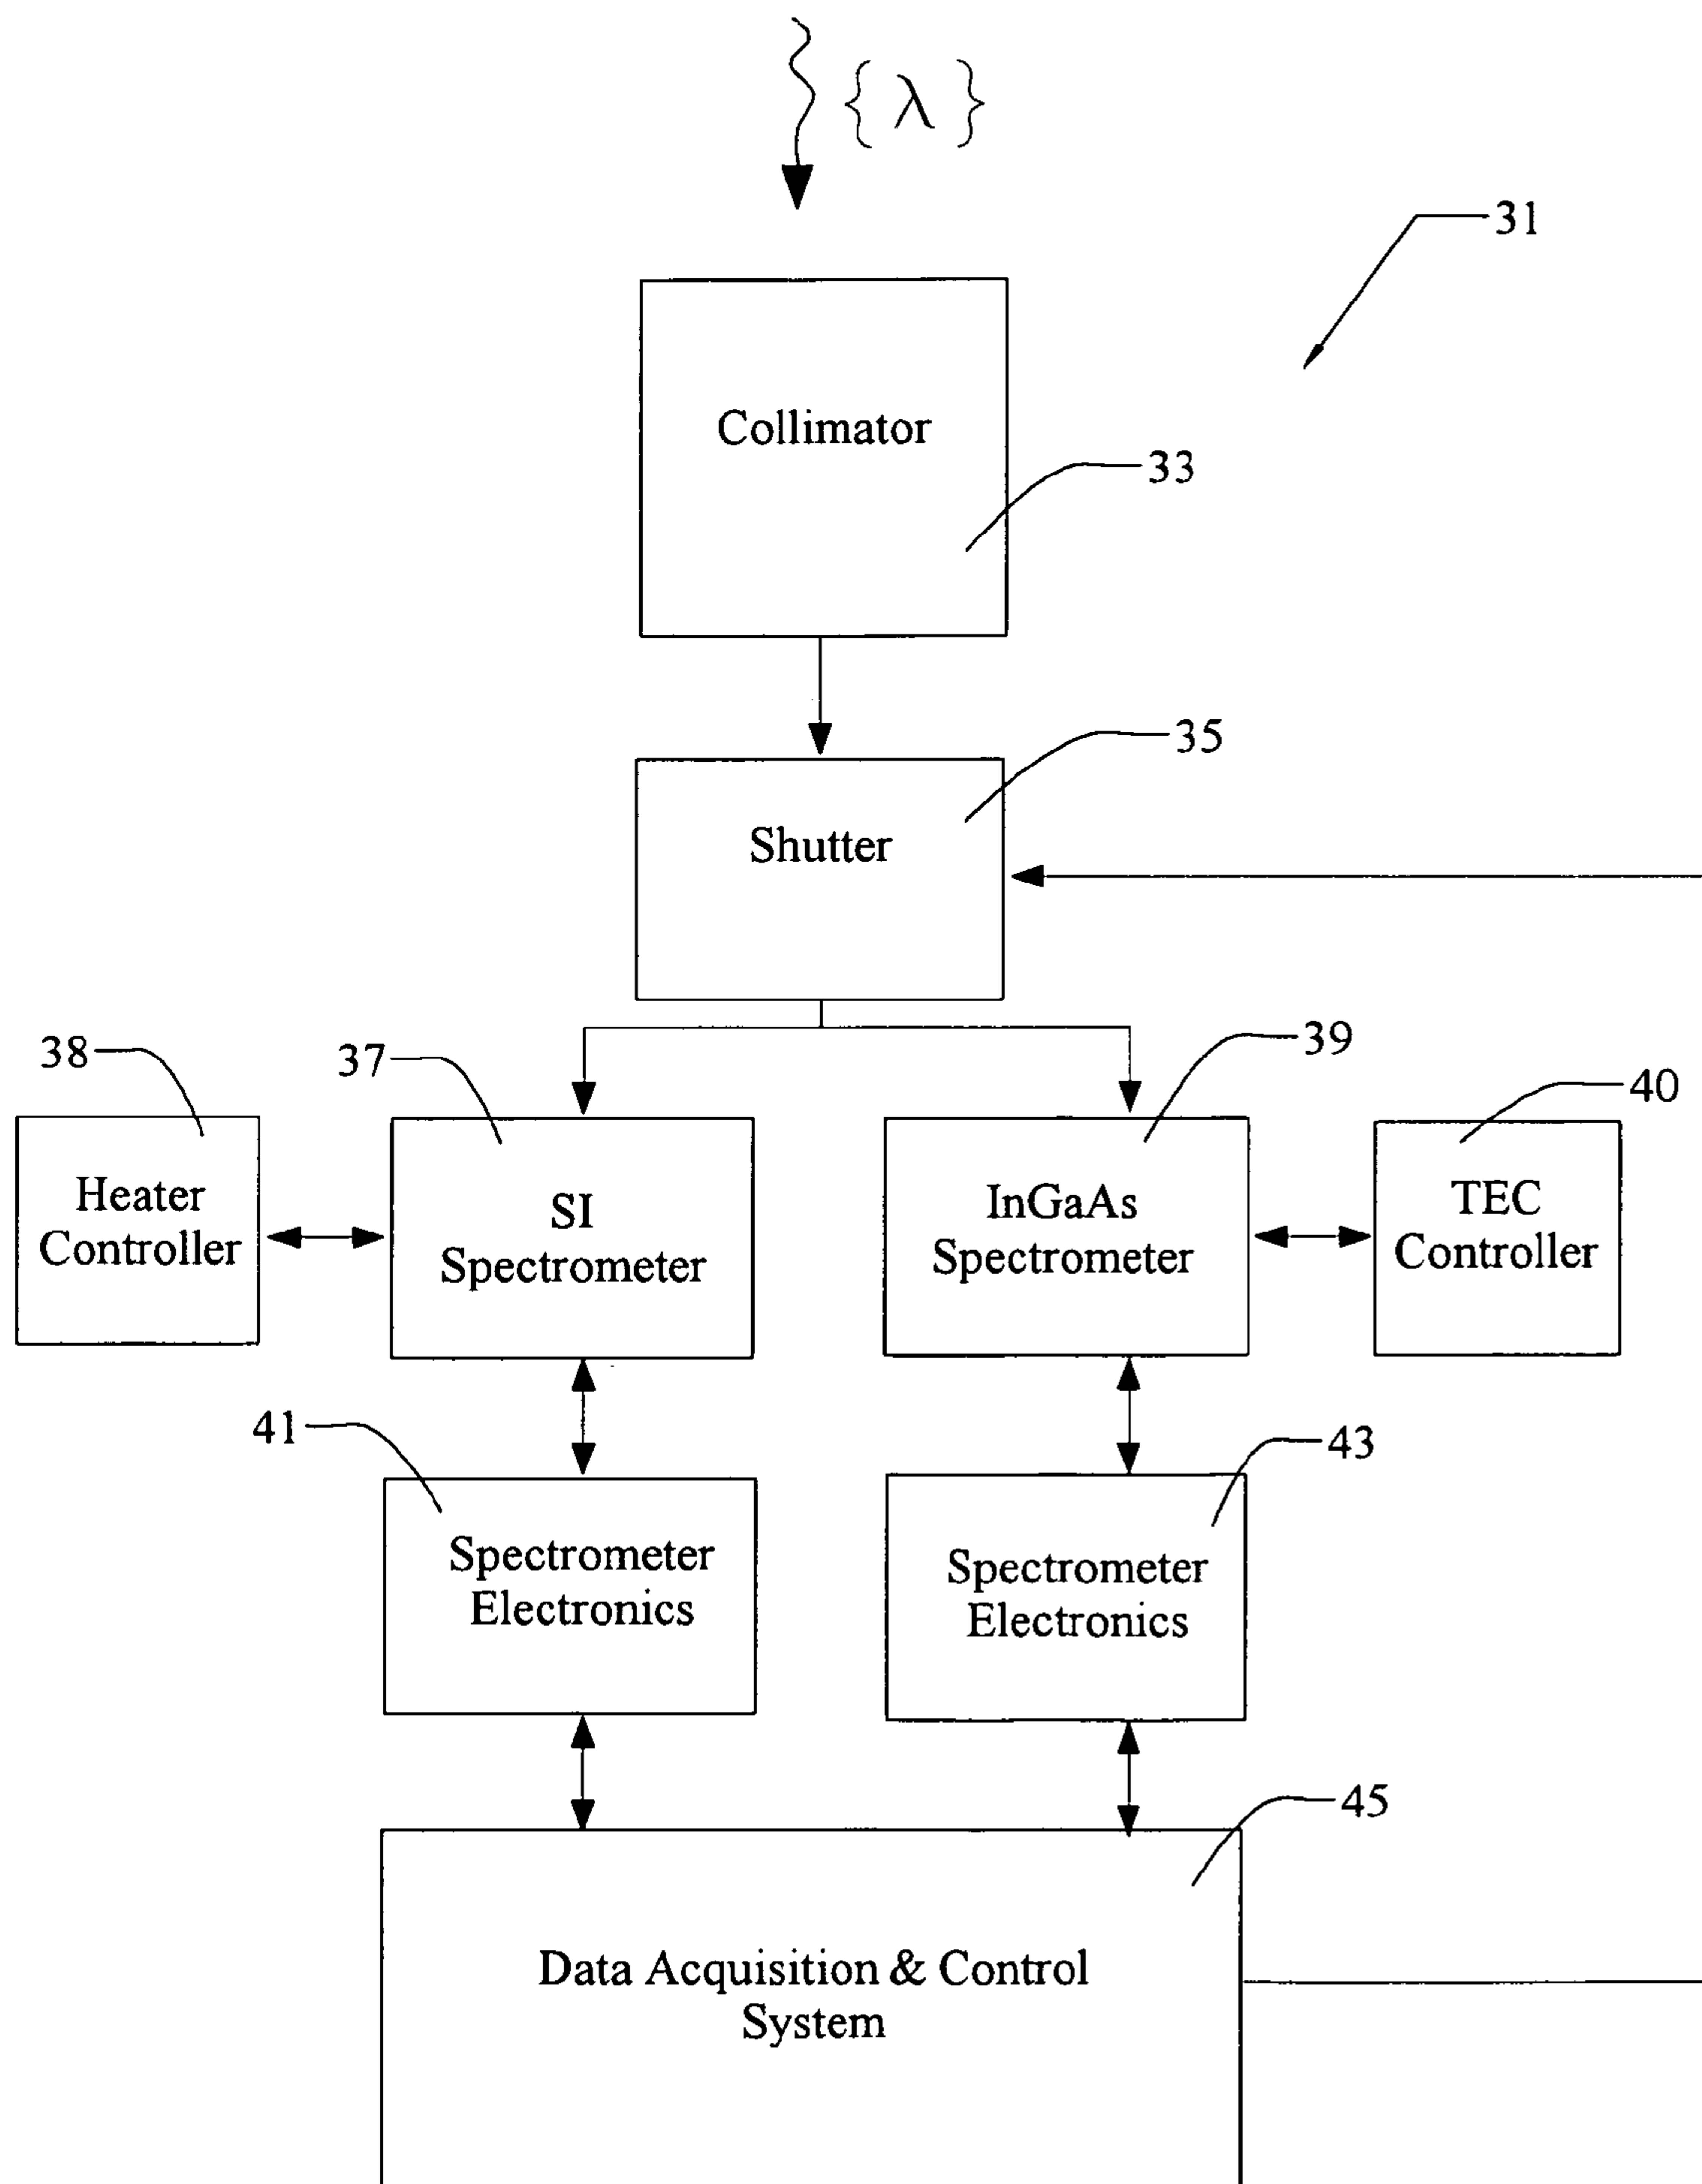 { λ }
31
Collimator
33
35
Shutter
38
37
39
40
Heater
Controller
SI
Spectrometer
InGaAs
Spectrometer
TEC
Controller
41
43
Spectrometer
Electronics
Spectrometer
Electronics
45
Data Acquisition & Control
System